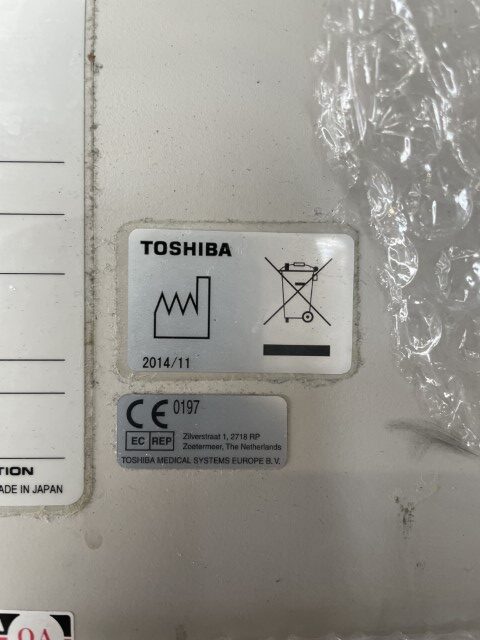 TOSHIBA
2014/11
CE 0197
EC REP
Zilverstraat 1, 2718 RP
Zoetermeer, The Netherlands
TOSHIBA MEDICAL SYSTEMS EUROPE B.V.
TION
ADE IN JAPAN
QA